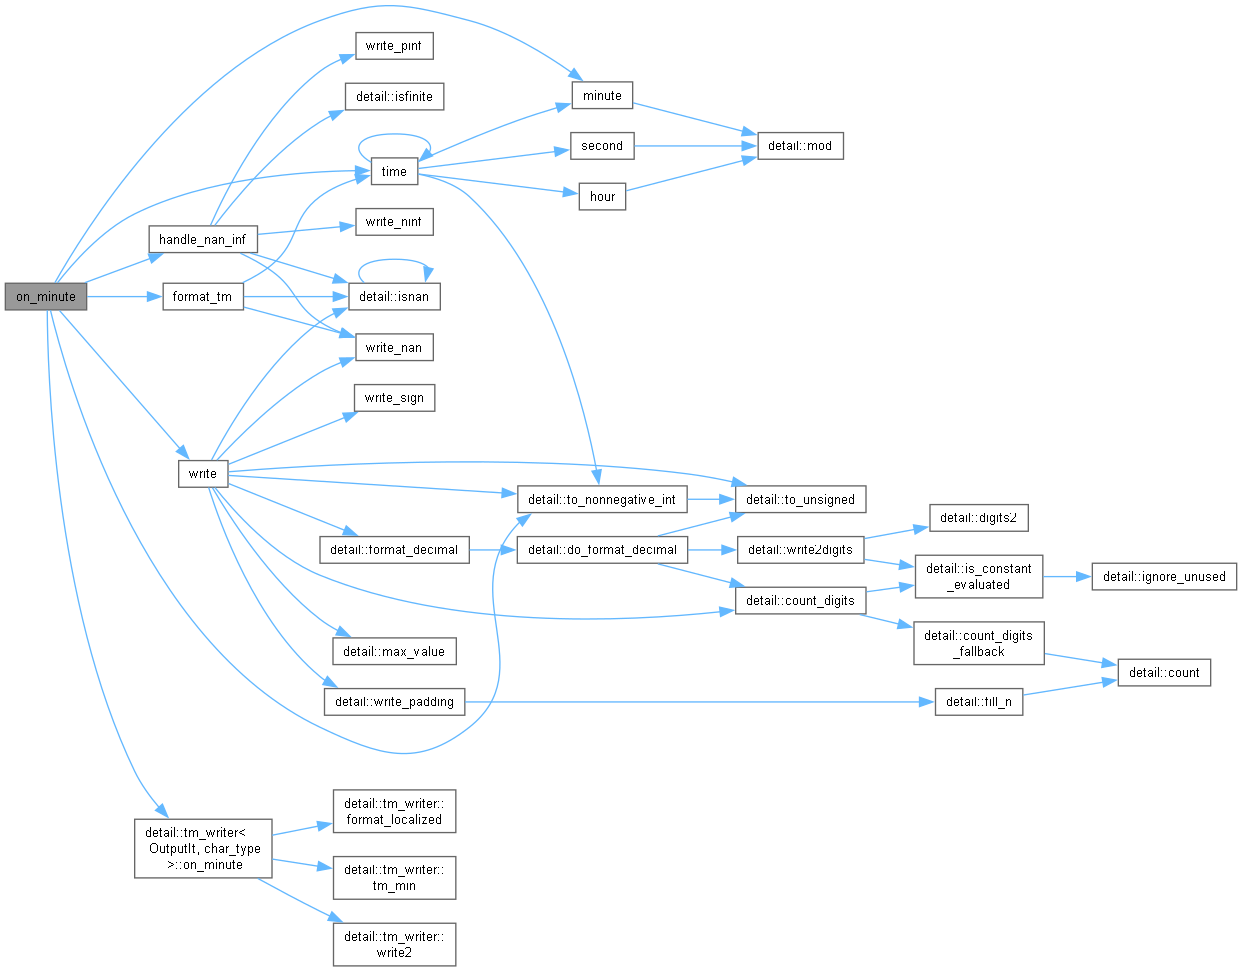 write_pinf
detail::isfinite
minute
second
detail::mod
time
hour
write_ninf
handle_nan_inf
on_minute
format_tm
detail::isnan
write_nan
write_sign
write
detail::to_nonnegative_int
detail::to_unsigned
detail::digits2
detail::format_decimal
detail::do_format_decimal
detail::write2digits
detail::is_constant
_evaluated
detail::ignore_unused
detail::count_digits
detail::max_value
detail::count_digits
_fallback
detail::count
detail::write_padding
detail::fill_n
detail::tm_writer::
format_localized
detail::tm_writer<
OutputIt, char_type
>::on_minute
detail::tm_writer::
tm_min
detail::tm_writer::
write2